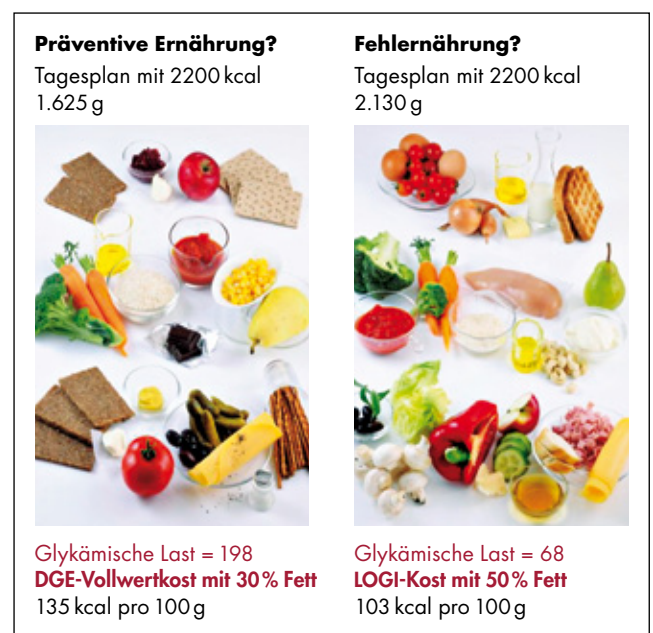 Präventive Ernährung?
Tagesplan mit 2200 kcal
1.625 g
Glykämische Last = 198
DGE-Vollwertkost mit 30 % Fett
135 kcal pro 100 g
Fehlernährung?
Tagesplan mit 2200 kcal
2.130 g
Glykämische Last = 68
LOGI-Kost mit 50 % Fett
103 kcal pro 100 g